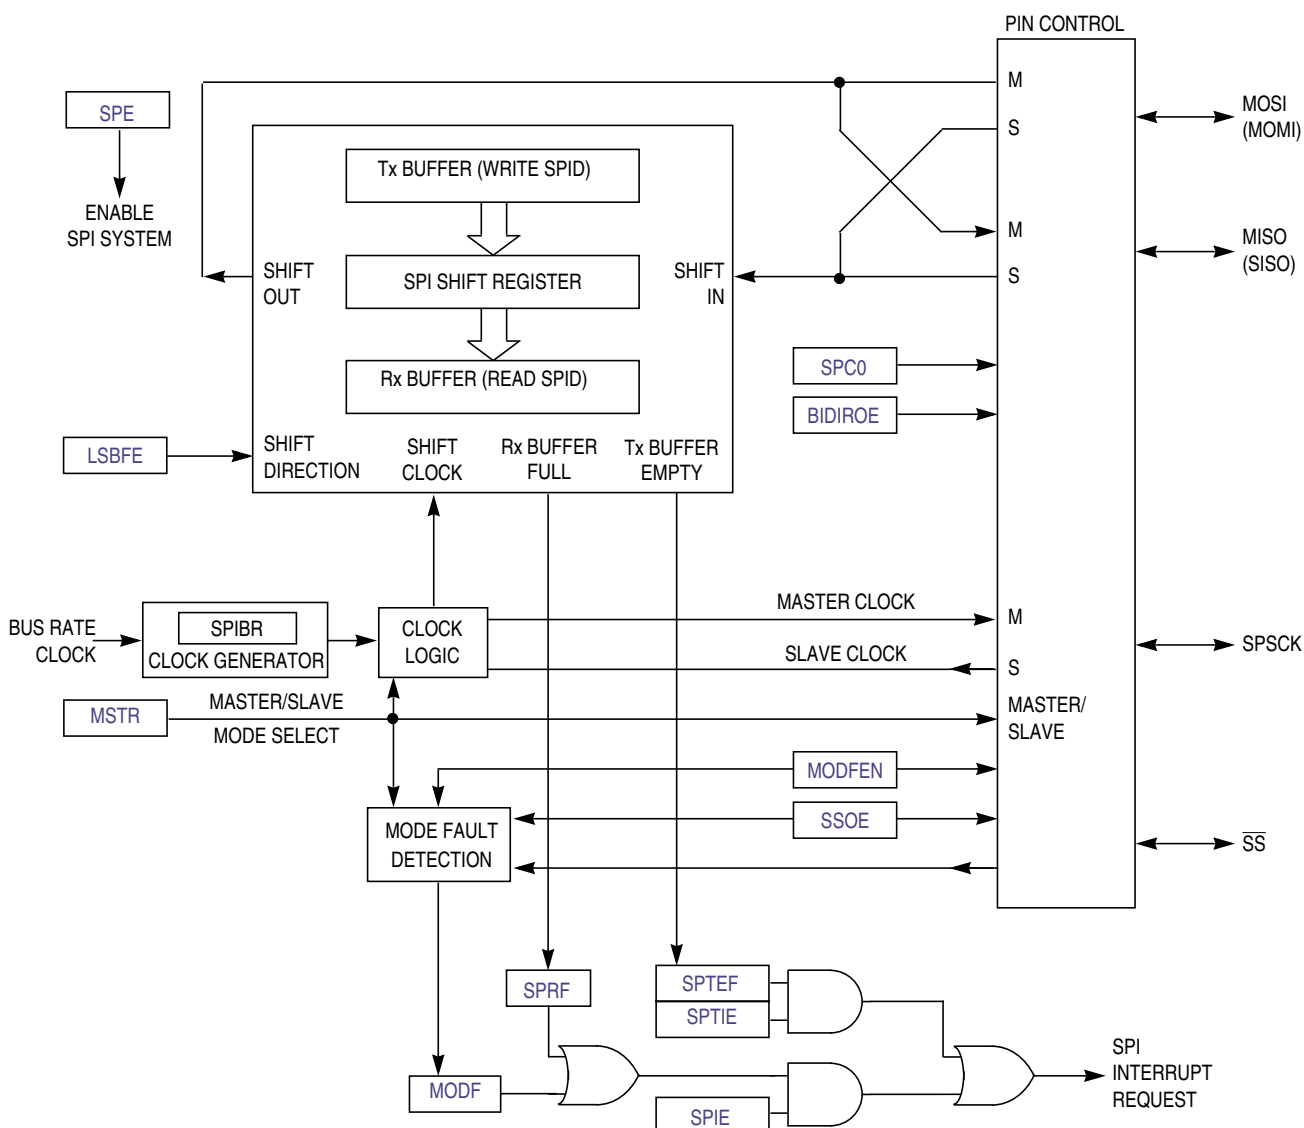 PIN CONTROL
M
SPE
MOSI
(MOMI)
S
Tx BUFFER (WRITE SPID)
ENABLE
SPI SYSTEM
M
MISO
(SISO)
SHIFT
OUT
SPI SHIFT REGISTER
SHIFT
IN
S
SPC0
Rx BUFFER (READ SPID)
BIDIROE
LSBFE
SHIFT
DIRECTION
SHIFT
CLOCK
Rx BUFFER
FULL
Tx BUFFER
EMPTY
MASTER CLOCK
M
BUS RATE
CLOCK
SPIBR
CLOCK GENERATOR
CLOCK
LOGIC
SPSCK
SLAVE CLOCK
S
MSTR
MASTER/SLAVE
MODE SELECT
MASTER/
SLAVE
MODFEN
SSOE
MODE FAULT
DETECTION
SS
SPRF
SPTEF
SPTIE
SPI
INTERRUPT
REQUEST
MODF
SPIE